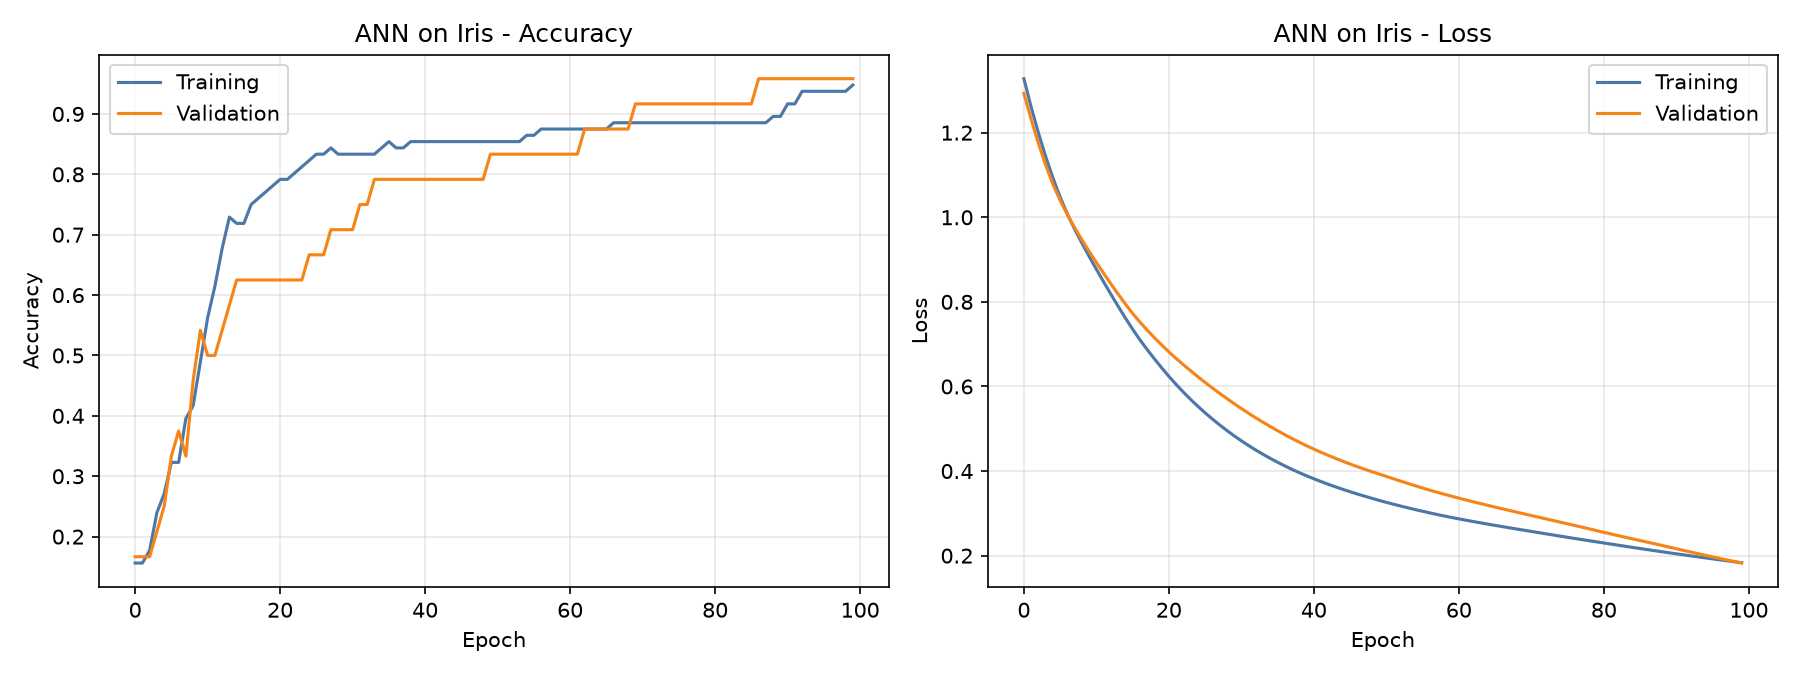 ANN on Iris - Accuracy
Training
Validation
0.9
0.8
0.7
0.6
0.5
0.4
0.3
0.2
Accuracy
0 20 40 60 80 100
Epoch
ANN on Iris - Loss
Training
Validation
1.2
1.0
0.8
0.6
0.4
0.2
Loss
0 20 40 60 80 100
Epoch